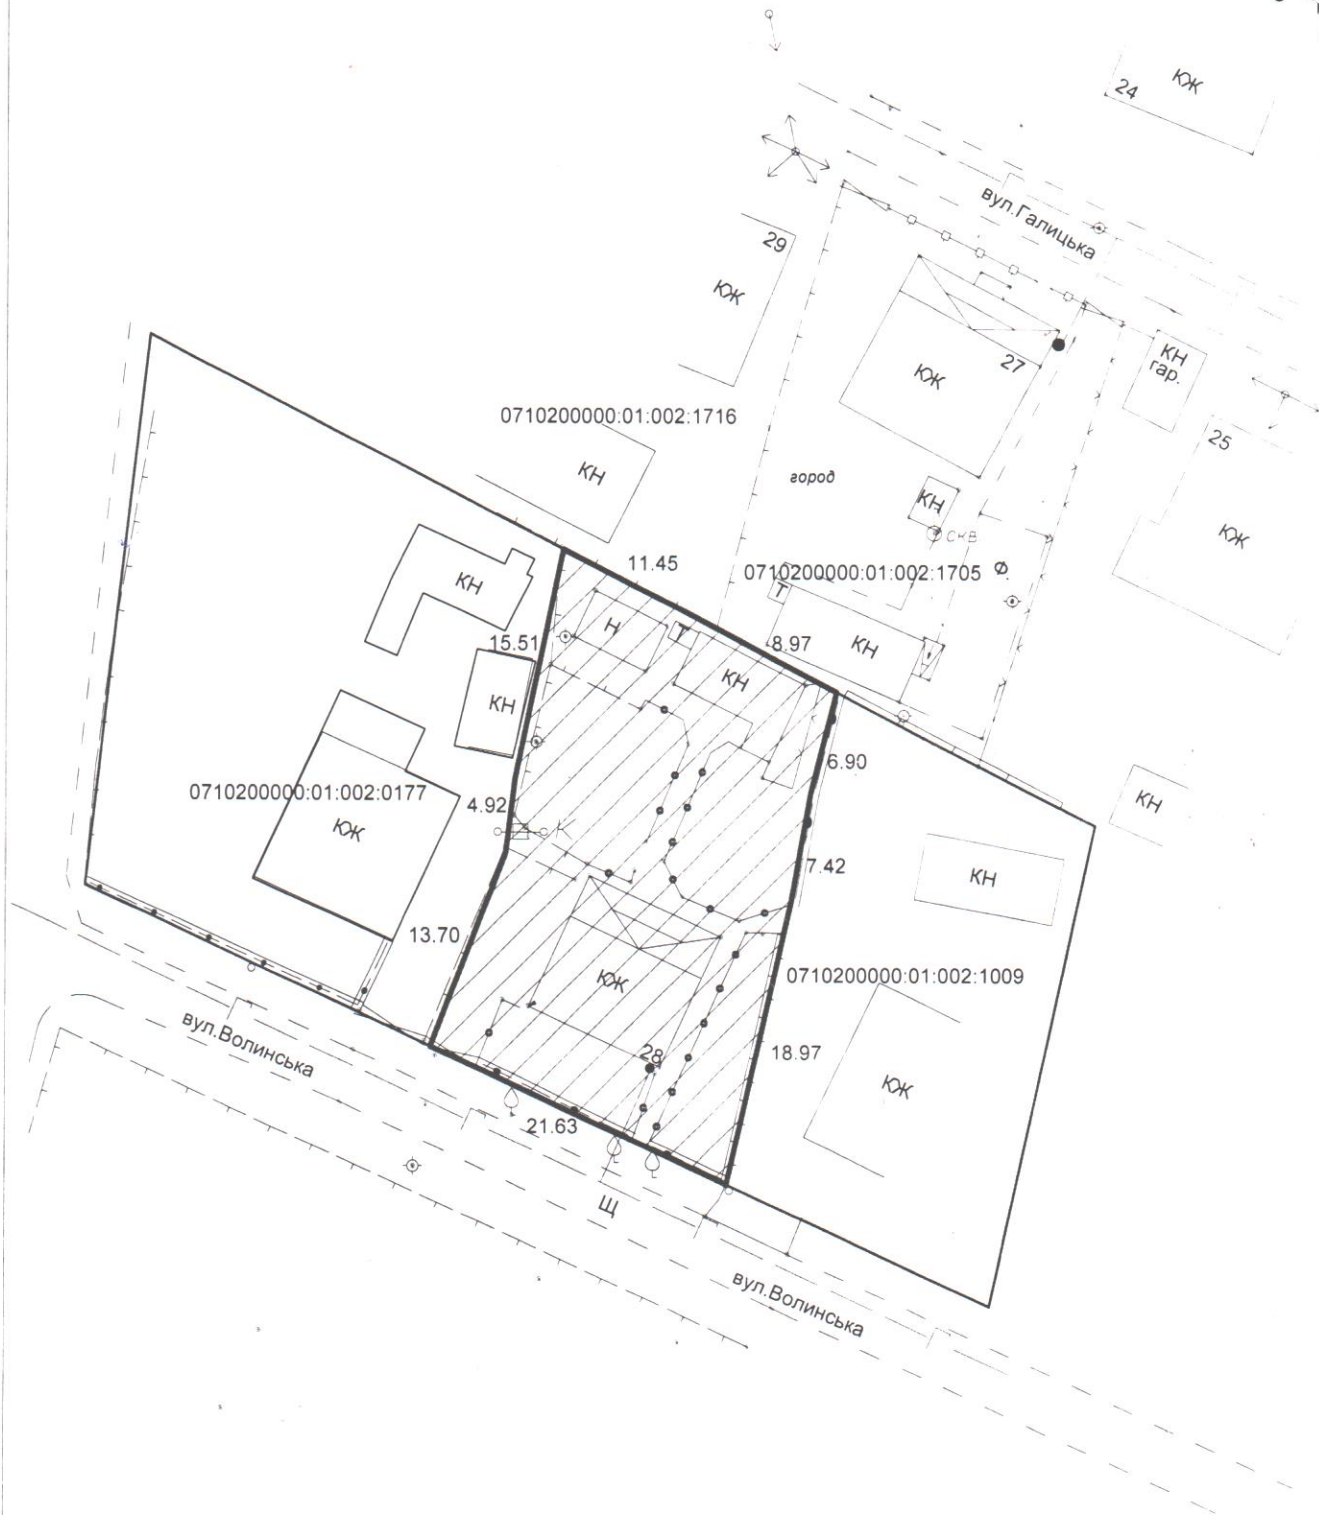 КЖ
24
вул.Галицька
29
КЖ
27
КЖ
КН
гар.
25
КЖ
0710200000:01:002:1716
КН
город
КН
скв
11.45
0710200000:01:002:1705
Ф.
Т
КН
КН
15.51
Н
Т
8.97
КН
КН
6.90
0710200000:01:002:0177
4.92
К
КЖ
КН
7.42
КН
13.70
КЖ
0710200000:01:002:1009
вул.Волинська
28
18.97
КЖ
21.63
Щ
вул.Волинська